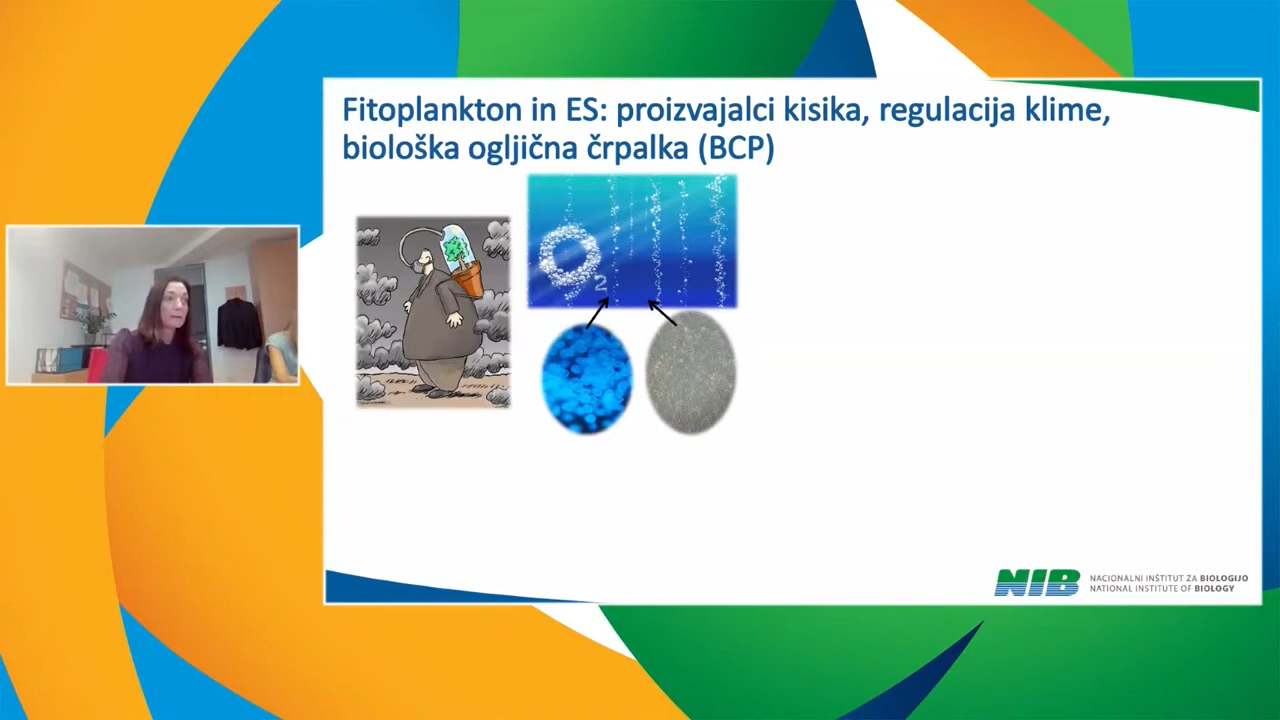 Fitoplankton in ES: proizvajalci kisika, regulacija klime,
biološka ogljična črpalka (BCP)
O2
NIB
NACIONALNI INŠTITUT ZA BIOLOGIJO
NATIONAL INSTITUTE OF BIOLOGY